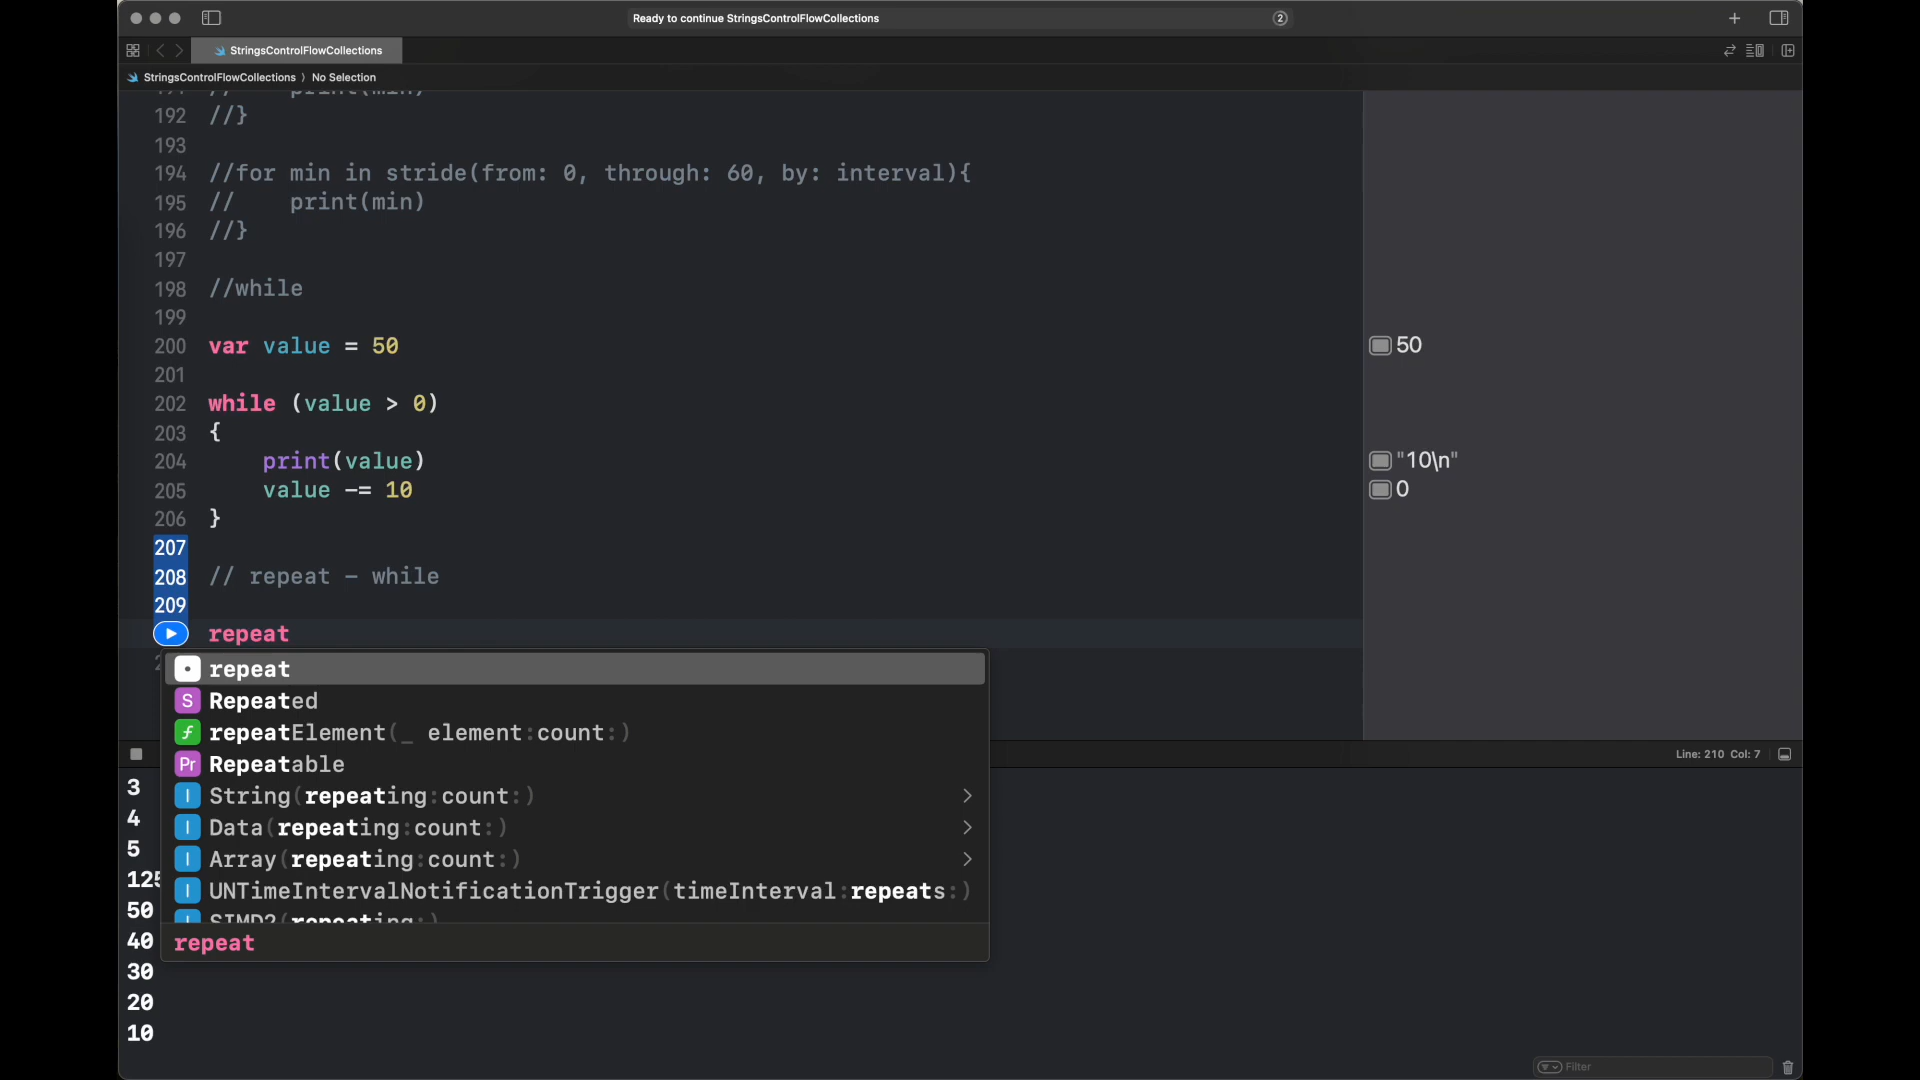 Ready to continue StringsControlFlowCollections
2
StringsControlFlowCollections
StringsControlFlowCollections 〉 No Selection
191 // print(min)
192 //}
193
194 //for min in stride(from: 0, through: 60, by: interval){
195 // print(min)
196 //}
197
198 //while
199
200 var value = 50
50
201
202 while (value > 0)
203 {
204 print(value)
"10\n"
205 value -= 10
0
206 }
207
208 // repeat - while
209
repeat
repeat
S Repeated
f repeatElement(_ element:count:)
Pr Repeatable
I String(repeating:count:)
I Data(repeating:count:)
I Array(repeating:count:)
I UNTimeIntervalNotificationTrigger(timeInterval:repeats:)
I SIMD2(repeating:)
repeat
Line: 210 Col: 7
3
4
5
125
50
40
30
20
10
Filter